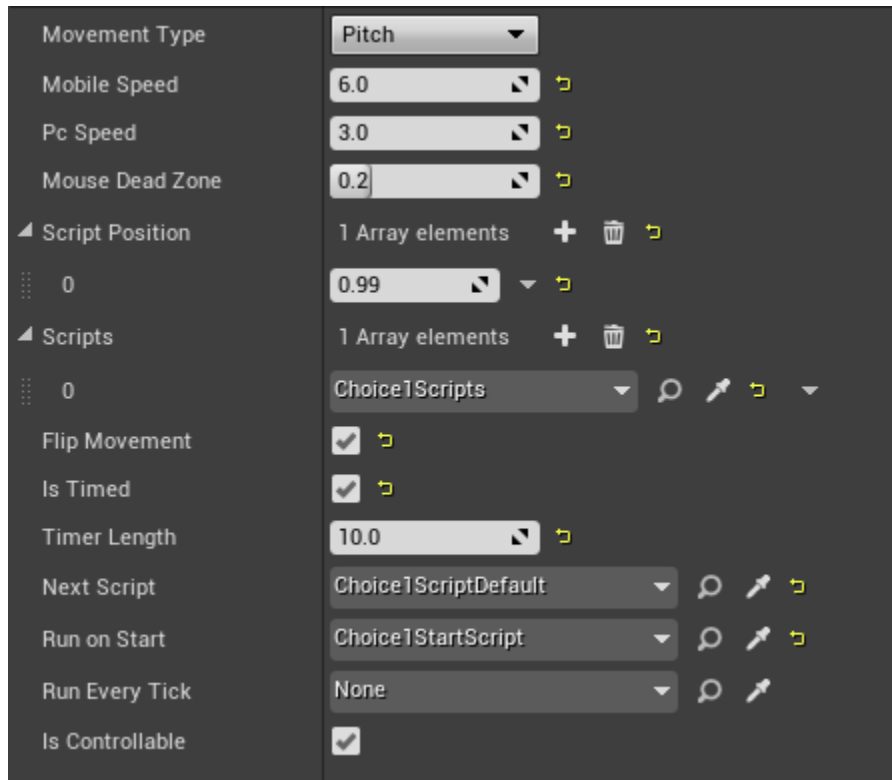 Movement Type Pitch
Mobile Speed 6.0
Pc Speed 3.0
Mouse Dead Zone 0.2
Script Position 1 Array elements
0 0.99
Scripts 1 Array elements
0 Choice1Scripts
Flip Movement
Is Timed
Timer Length 10.0
Next Script Choice1ScriptDefault
Run on Start Choice1StartScript
Run Every Tick None
Is Controllable